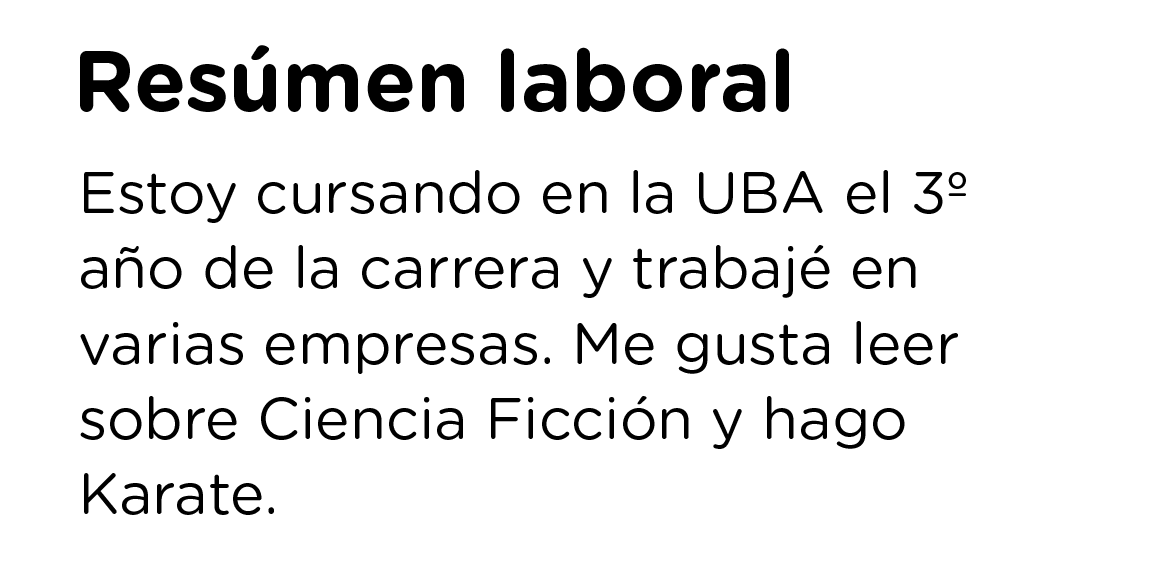 Resúmen laboral
Estoy cursando en la UBA el 3º
año de la carrera y trabajé en
varias empresas. Me gusta leer
sobre Ciencia Ficción y hago
Karate.